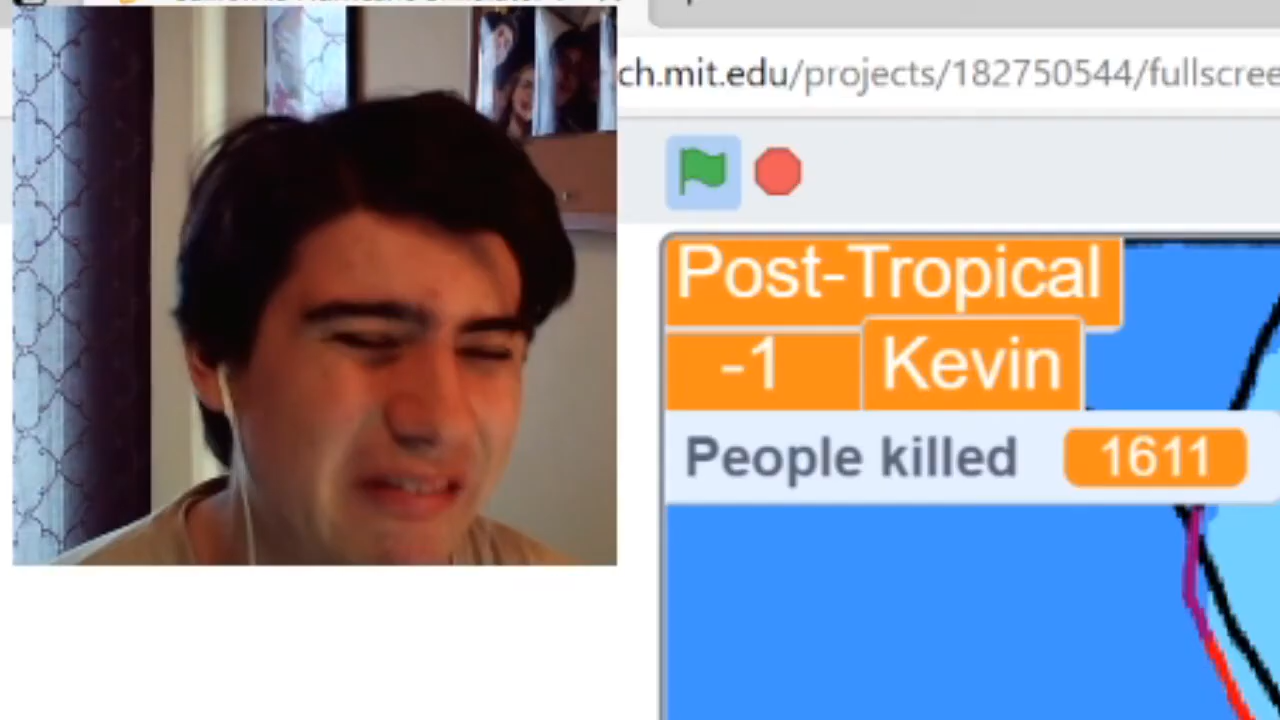 ch.mit.edu/projects/182750544/fullscree
Post-Tropical
-1 Kevin
People killed 1611